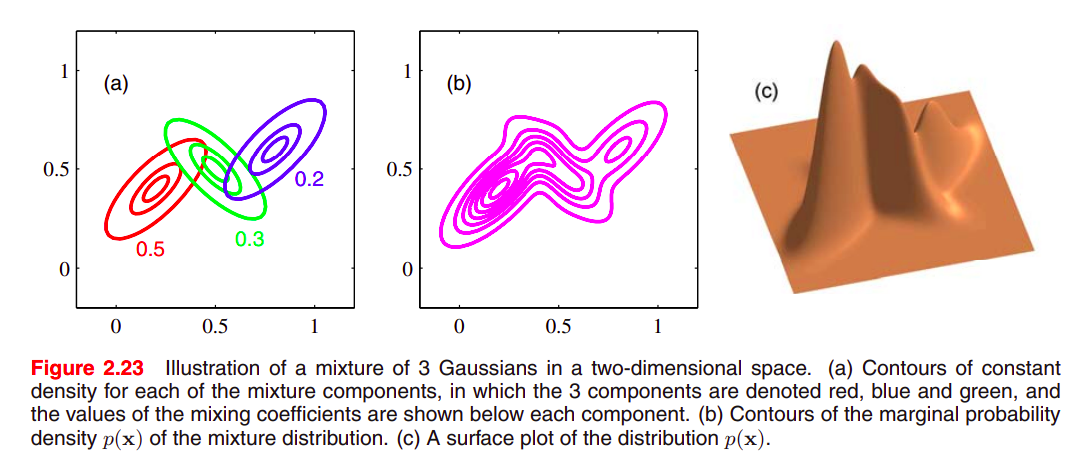 (a)
1
0.5
0
0.5
0.3
0.2
0 0.5 1
(b)
1
0.5
0
0 0.5 1
(c)
Figure 2.23 Illustration of a mixture of 3 Gaussians in a two-dimensional space. (a) Contours of constant
density for each of the mixture components, in which the 3 components are denoted red, blue and green, and
the values of the mixing coefficients are shown below each component. (b) Contours of the marginal probability
density p(x) of the mixture distribution. (c) A surface plot of the distribution p(x).